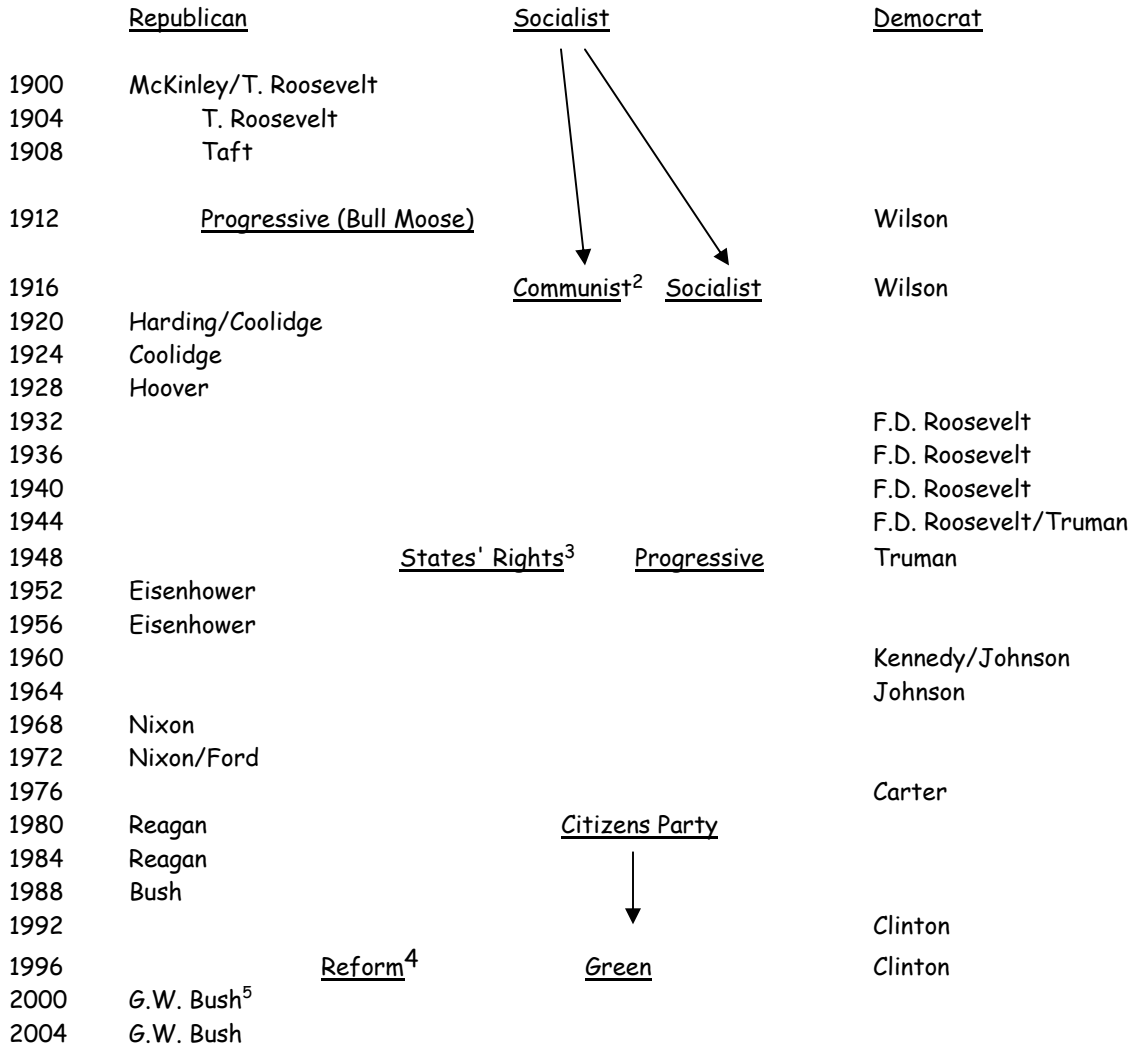 Republican Socialist Democrat
1900 McKinley/T. Roosevelt
1904 T. Roosevelt
1908 Taft
1912 Progressive (Bull Moose) Wilson
1916 Communist² Socialist Wilson
1920 Harding/Coolidge
1924 Coolidge
1928 Hoover
1932 F.D. Roosevelt
1936 F.D. Roosevelt
1940 F.D. Roosevelt
1944 F.D. Roosevelt/Truman
1948 States' Rights³ Progressive Truman
1952 Eisenhower
1956 Eisenhower
1960 Kennedy/Johnson
1964 Johnson
1968 Nixon
1972 Nixon/Ford
1976 Carter
1980 Reagan Citizens Party
1984 Reagan
1988 Bush
1992 Clinton
1996 Reform⁴ Green Clinton
2000 G.W. Bush⁵
2004 G.W. Bush